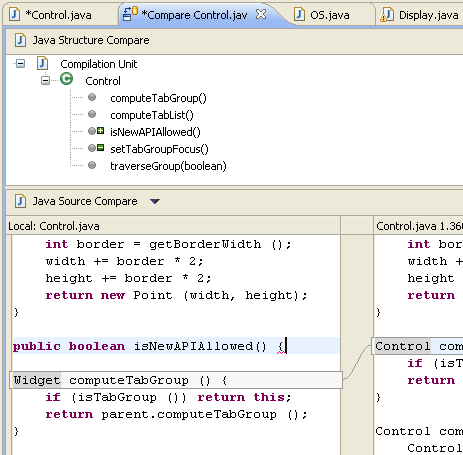 *Control.java
*Compare Control.jav
OS.java
Display.java
Java Structure Compare
Compilation Unit
Control
computeTabGroup()
computeTabList()
isNewAPIAllowed()
setTabGroupFocus()
traverseGroup(boolean)
Java Source Compare
Local: Control.java
int border = getBorderWidth ();
width += border * 2;
height += border * 2;
return new Point (width, height);
}
public boolean isNewAPIAllowed() {
Widget computeTabGroup () {
if (isTabGroup ()) return this;
return parent.computeTabGroup ();
}
Control.java 1.360
int bord
width +=
height
return
}
Control com
if (isT
return
}
Control com
Control